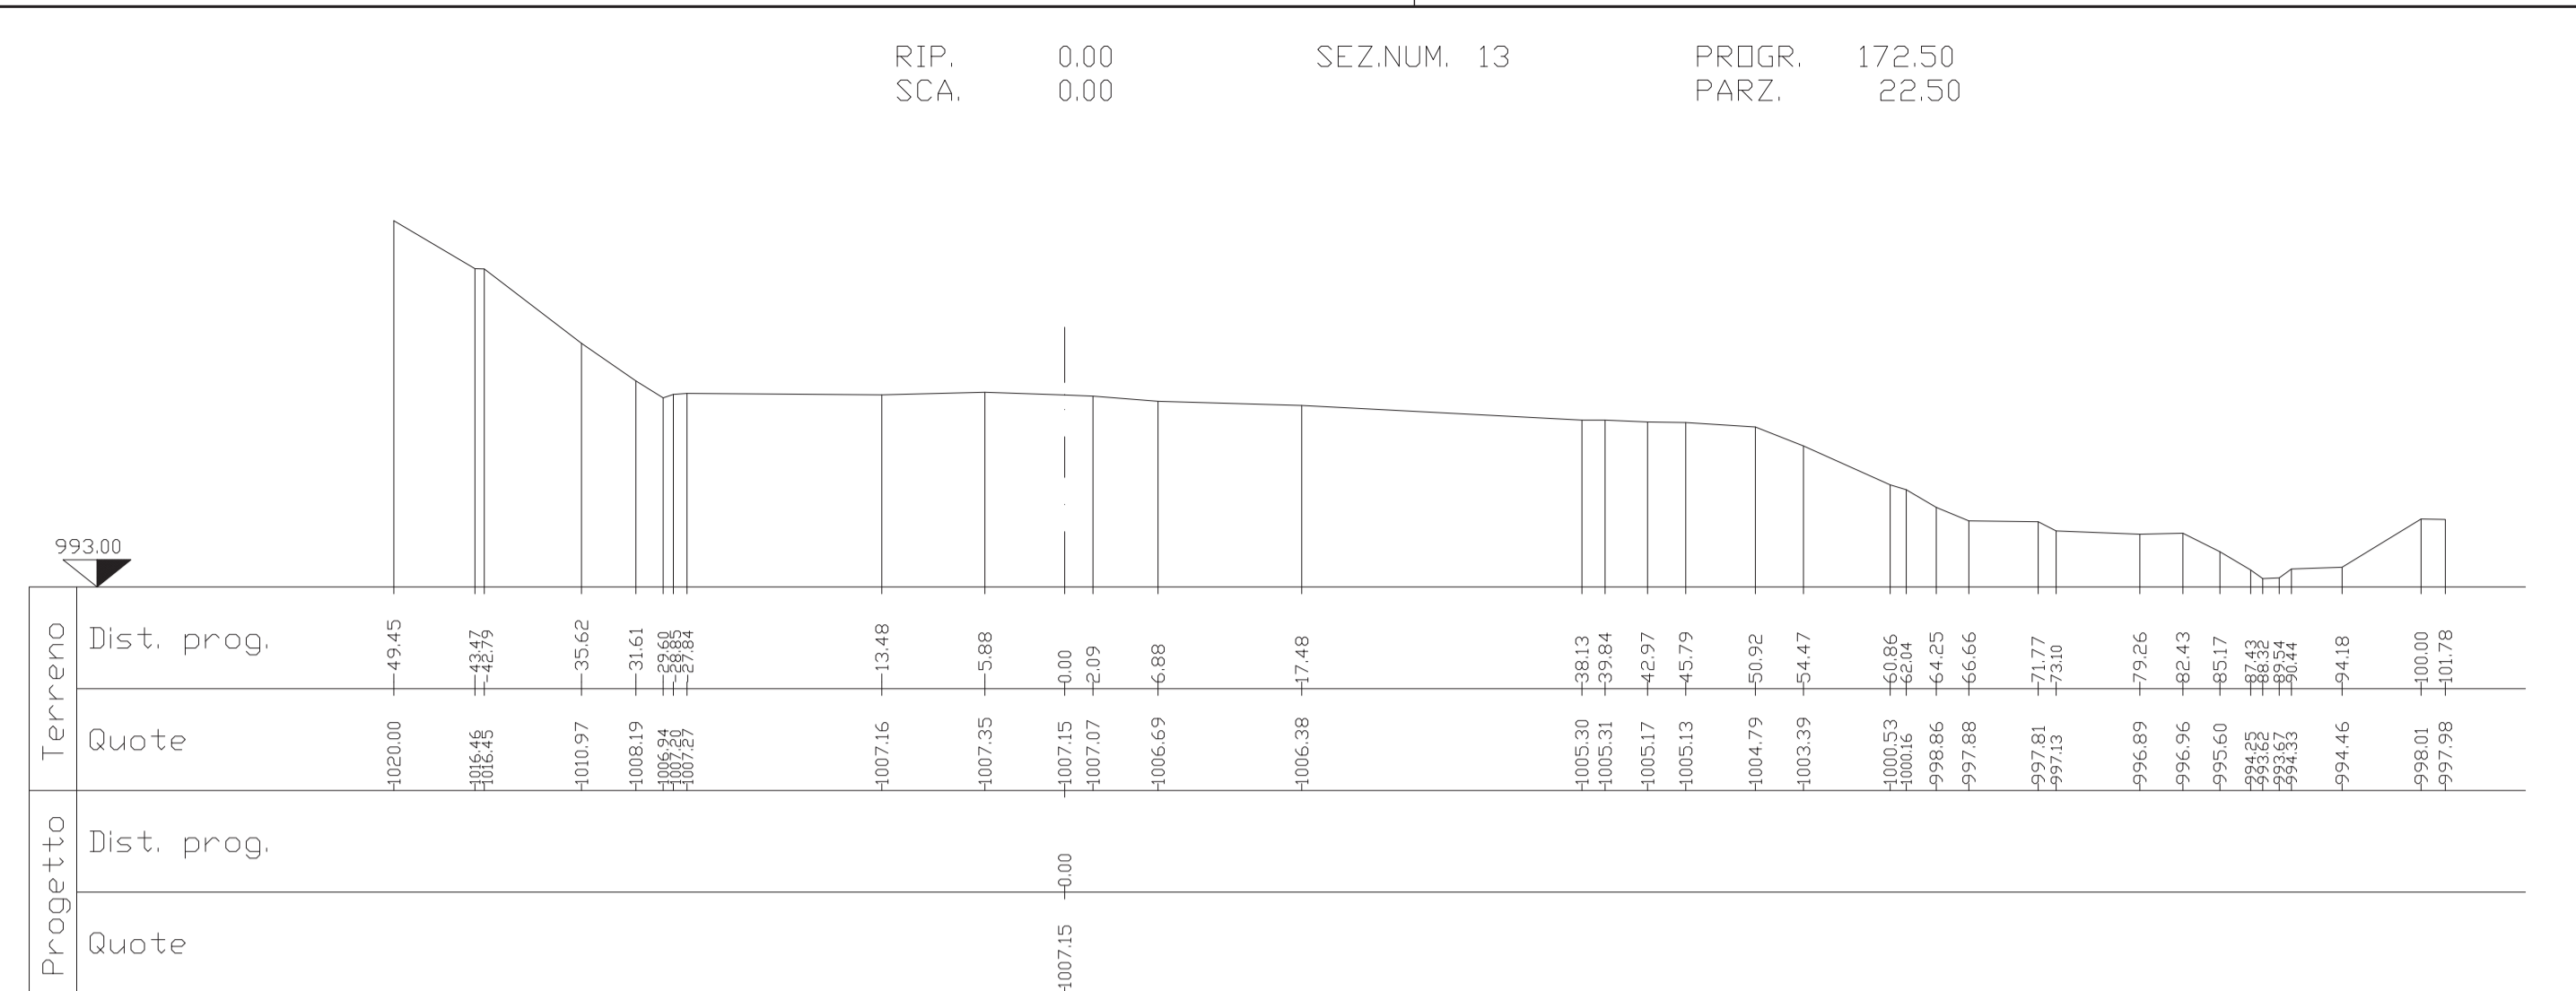 RIP. 0.00 SEZ.NUM. 13 PROGR. 172.50
SCA. 0.00 PARZ. 22.50
993.00
Terreno
Dist. prog. -49.45 -43.47 -42.79 -35.62 -31.61 -29.60 -28.85 -27.84 -13.48 -5.88 0.00 2.09 6.88 17.48 38.13 39.84 42.97 45.79 50.92 54.47 60.86 62.04 64.25 66.66 71.77 73.10 79.26 82.43 85.17 87.43 88.32 89.54 90.44 94.18 100.00 101.78
Quote 1020.00 1016.46 1016.45 1010.97 1008.19 1006.94 1007.20 1007.27 1007.16 1007.35 1007.15 1007.07 1006.69 1006.38 1005.30 1005.31 1005.17 1005.13 1004.79 1003.39 1000.53 1000.16 998.86 997.88 997.81 997.13 996.89 996.96 995.60 994.25 993.62 993.67 994.33 994.46 998.01 997.98
Progetto
Dist. prog. 0.00
Quote 1007.15